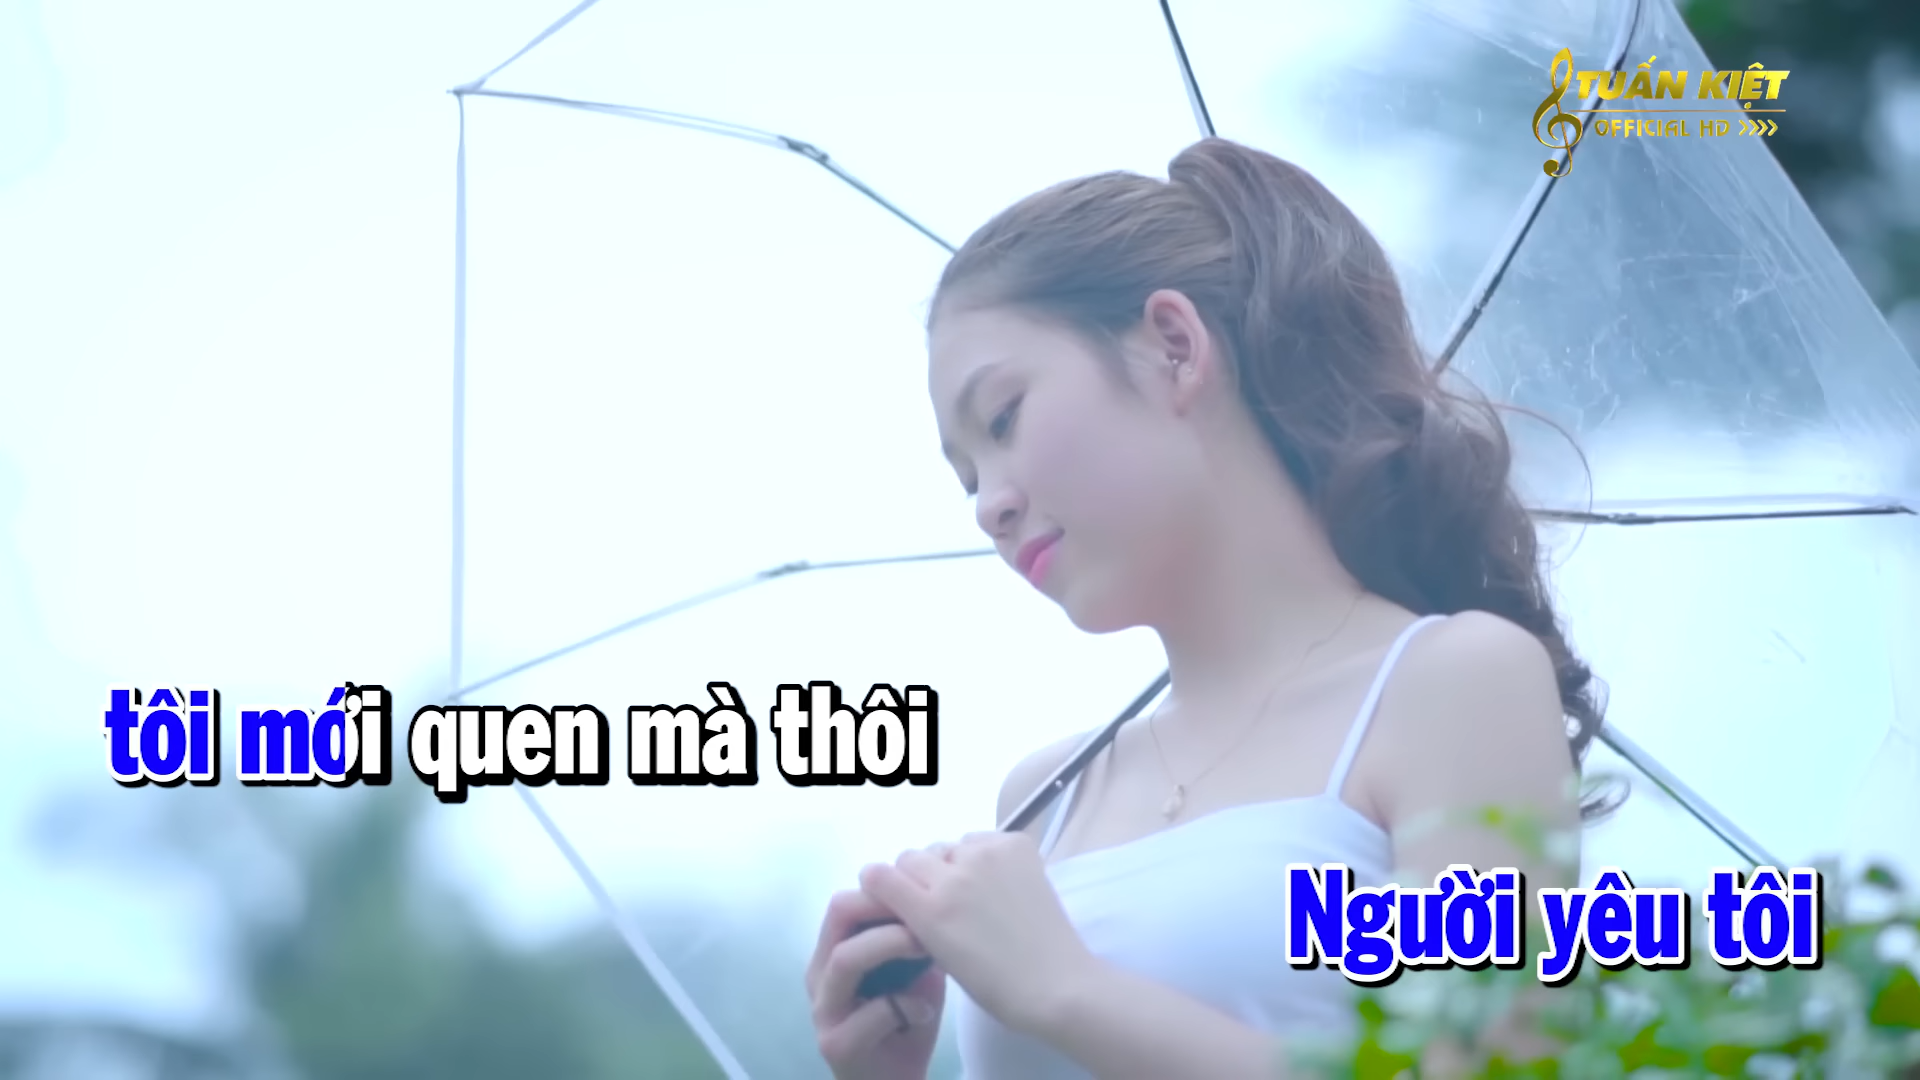 TUẤN KIỆT
OFFICIAL HD
tôi mới quen mà thôi
Người yêu tôi